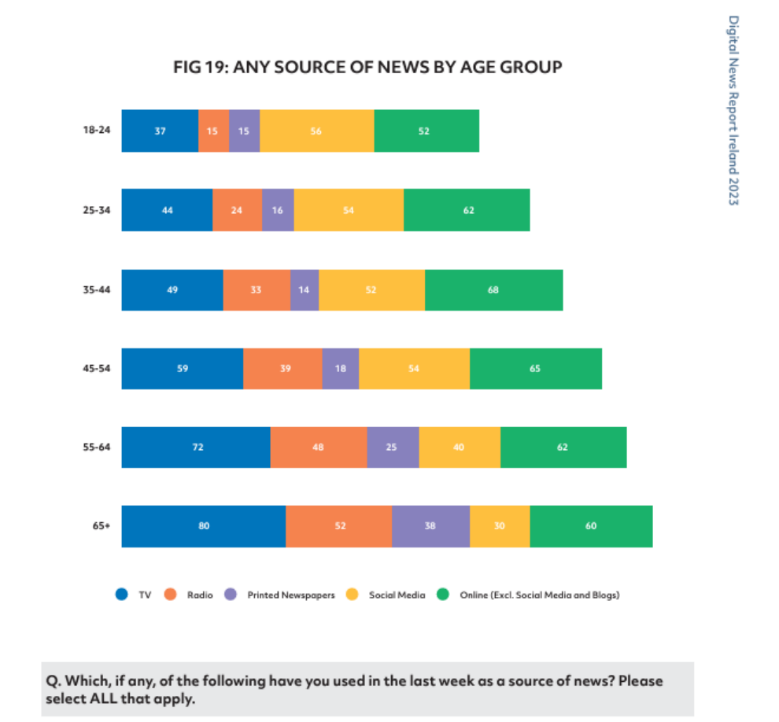 Digital News Report Ireland 2023
FIG 19: ANY SOURCE OF NEWS BY AGE GROUP
18-24 37 15 15 56 52
25-34 44 24 16 54 62
35-44 49 33 14 52 68
45-54 59 39 18 54 65
55-64 72 48 25 40 62
65+ 80 52 38 30 60
TV Radio Printed Newspapers Social Media Online (Excl. Social Media and Blogs)
Q. Which, if any, of the following have you used in the last week as a source of news? Please
select ALL that apply.